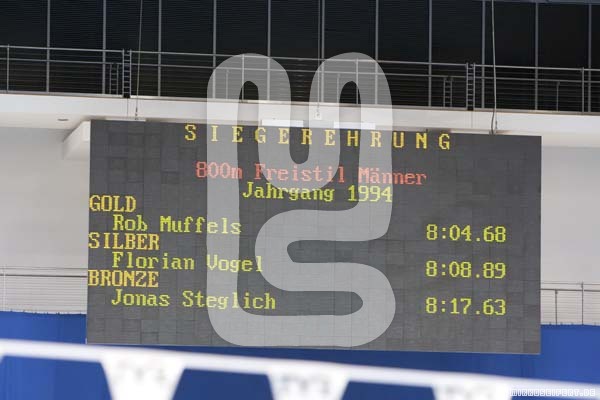 SIEGEREHRUNG
800m Freistil Männer
Jahrgang 1994
GOLD
Rob Muffels 8:04.68
SILBER
Florian Vogel 8:08.89
BRONZE
Jonas Steglich 8:17.63